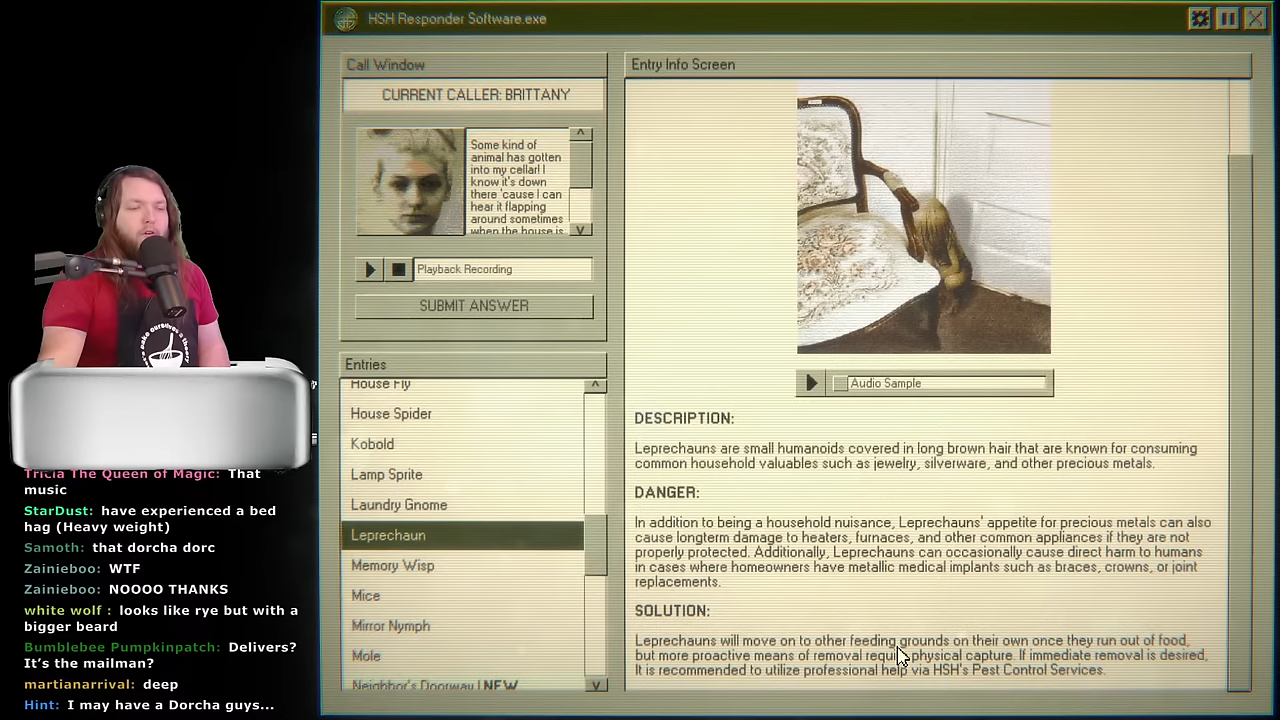 HSH Responder Software.exe
Call Window
CURRENT CALLER: BRITTANY
Some kind of
animal has gotten
into my cellar! I
know it's down
there 'cause I can
hear it flapping
around sometimes
when the house is
Playback Recording
SUBMIT ANSWER
Entries
House Fly
House Spider
Kobold
Lamp Sprite
Laundry Gnome
Leprechaun
Memory Wisp
Mice
Mirror Nymph
Mole
Neighbor's Doorway | NEW
Entry Info Screen
Audio Sample
DESCRIPTION:
Leprechauns are small humanoids covered in long brown hair that are known for consuming
common household valuables such as jewelry, silverware, and other precious metals.
DANGER:
In addition to being a household nuisance, Leprechauns' appetite for precious metals can also
cause longterm damage to heaters, furnaces, and other common appliances if they are not
properly protected. Additionally, Leprechauns can occasionally cause direct harm to humans
in cases where homeowners have metallic medical implants such as braces, crowns, or joint
replacements.
SOLUTION:
Leprechauns will move on to other feeding grounds on their own once they run out of food,
but more proactive means of removal require physical capture. If immediate removal is desired,
It is recommended to utilize professional help via HSH's Pest Control Services.
Tricia The Queen of Magic: That
music
StarDust: have experienced a bed
hag (Heavy weight)
Samoth: that dorcha dorc
Zainieboo: WTF
Zainieboo: NOOOO THANKS
white wolf : looks like rye but with a
bigger beard
Bumblebee Pumpkinpatch: Delivers?
It's the mailman?
martianarrival: deep
Hint: I may have a Dorcha guys...